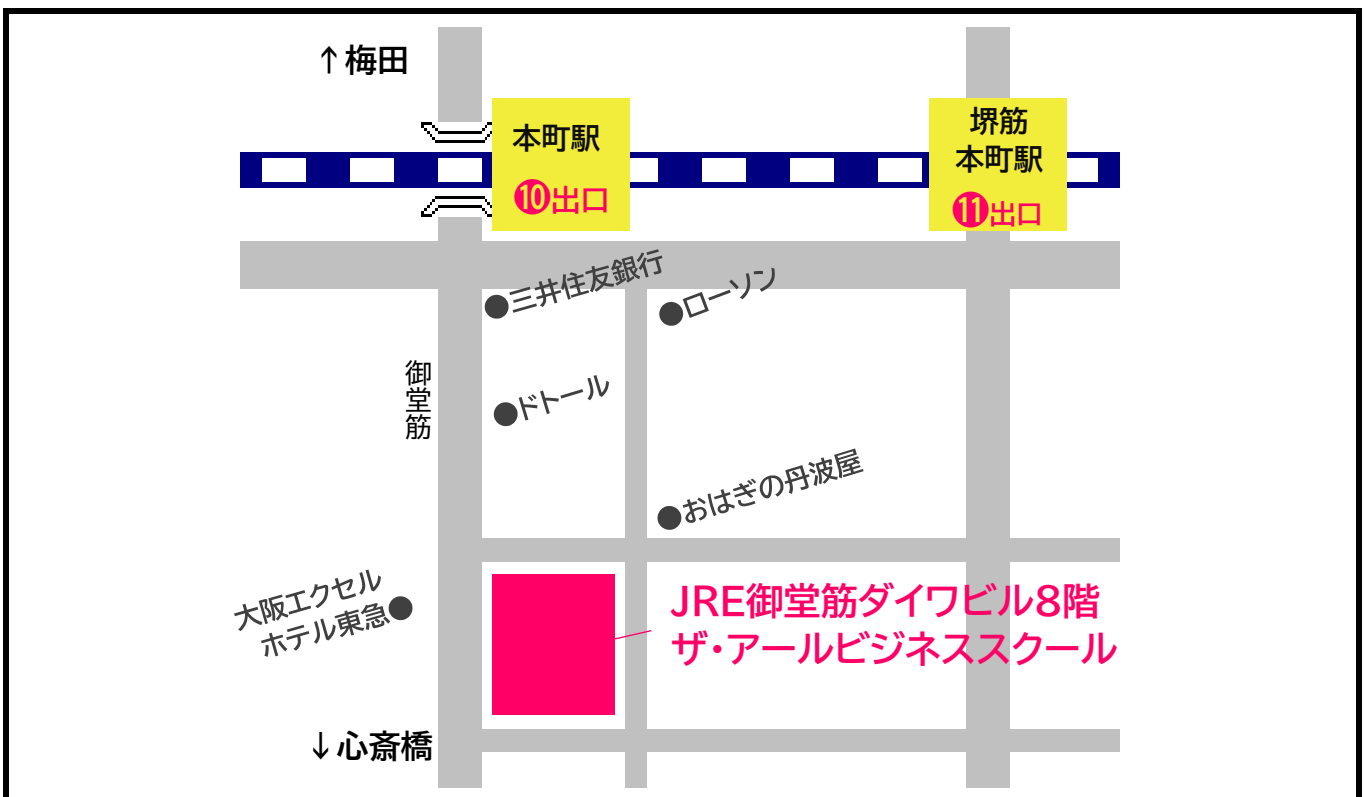 ↑梅田
本町駅
❿出口
堺筋
本町駅
⓫出口
●三井住友銀行
●ローソン
御堂筋
●ドトール
●おはぎの丹波屋
大阪エクセル
ホテル東急●
JRE御堂筋ダイワビル8階
ザ・アールビジネススクール
↓心斎橋